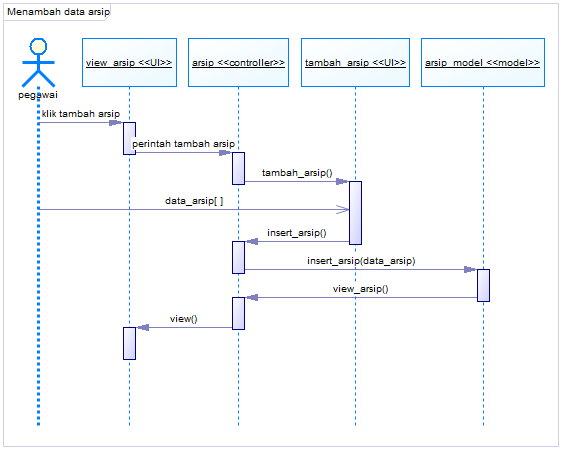 Menambah data arsip
view_arsip <<UI>>
arsip <<controller>>
tambah_arsip <<UI>>
arsip_model <<model>>
pegawai
klik tambah arsip
perintah tambah arsip
tambah_arsip()
data_arsip[ ]
insert_arsip()
insert_arsip(data_arsip)
view_arsip()
view()